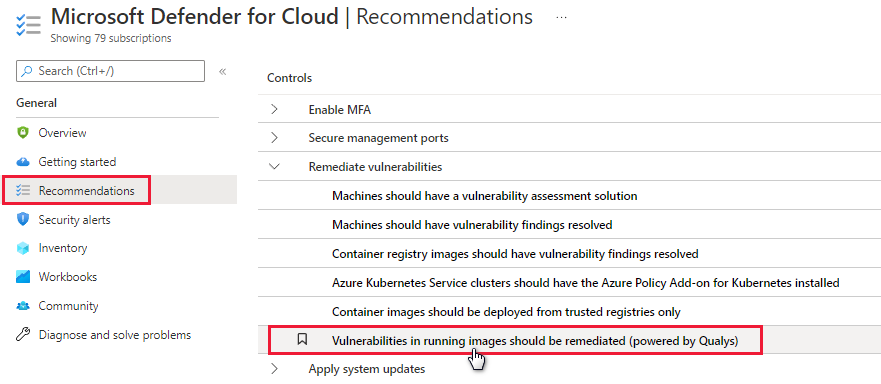 Microsoft Defender for Cloud | Recommendations ...
Showing 79 subscriptions
Search (Ctrl+/) «
General
Overview
Getting started
Recommendations
Security alerts
Inventory
Workbooks
Community
Diagnose and solve problems
Controls
Enable MFA
Secure management ports
Remediate vulnerabilities
Machines should have a vulnerability assessment solution
Machines should have vulnerability findings resolved
Container registry images should have vulnerability findings resolved
Azure Kubernetes Service clusters should have the Azure Policy Add-on for Kubernetes installed
Container images should be deployed from trusted registries only
Vulnerabilities in running images should be remediated (powered by Qualys)
Apply system updates